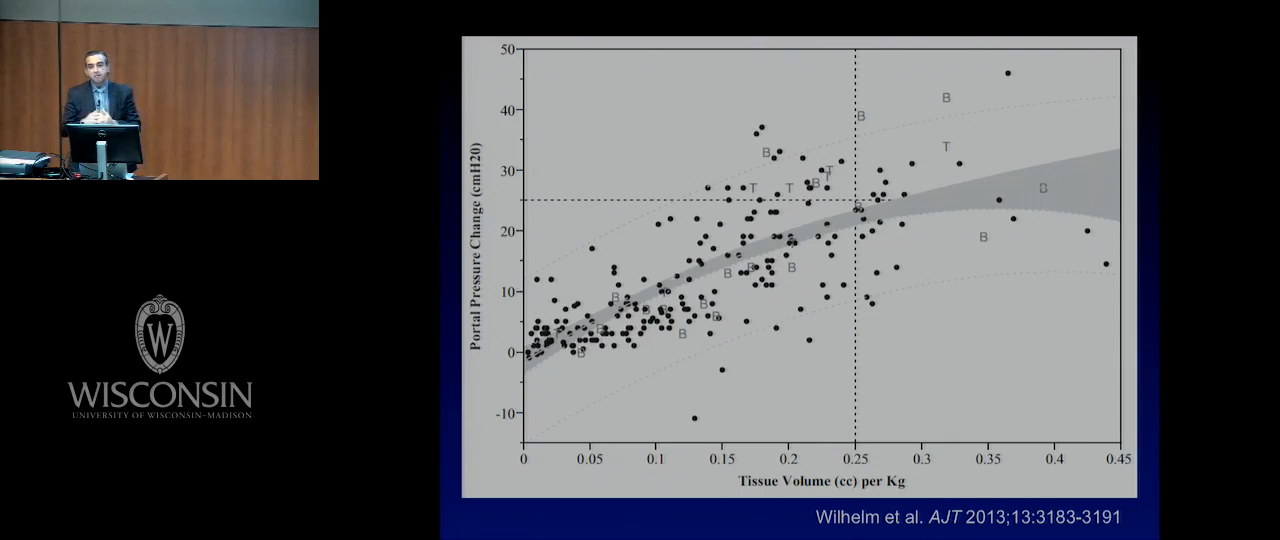 W
WISCONSIN
UNIVERSITY OF WISCONSIN–MADISON
50
40
30
20
10
0
-10
Portal Pressure Change (cmH20)
B
B
T
B
T
T
T
T
B
B
B
B
B
B
B
B
B
B
B
B
0
0.05
0.1
0.15
0.2
0.25
0.3
0.35
0.4
0.45
Tissue Volume (cc) per Kg
Wilhelm et al. AJT 2013;13:3183-3191